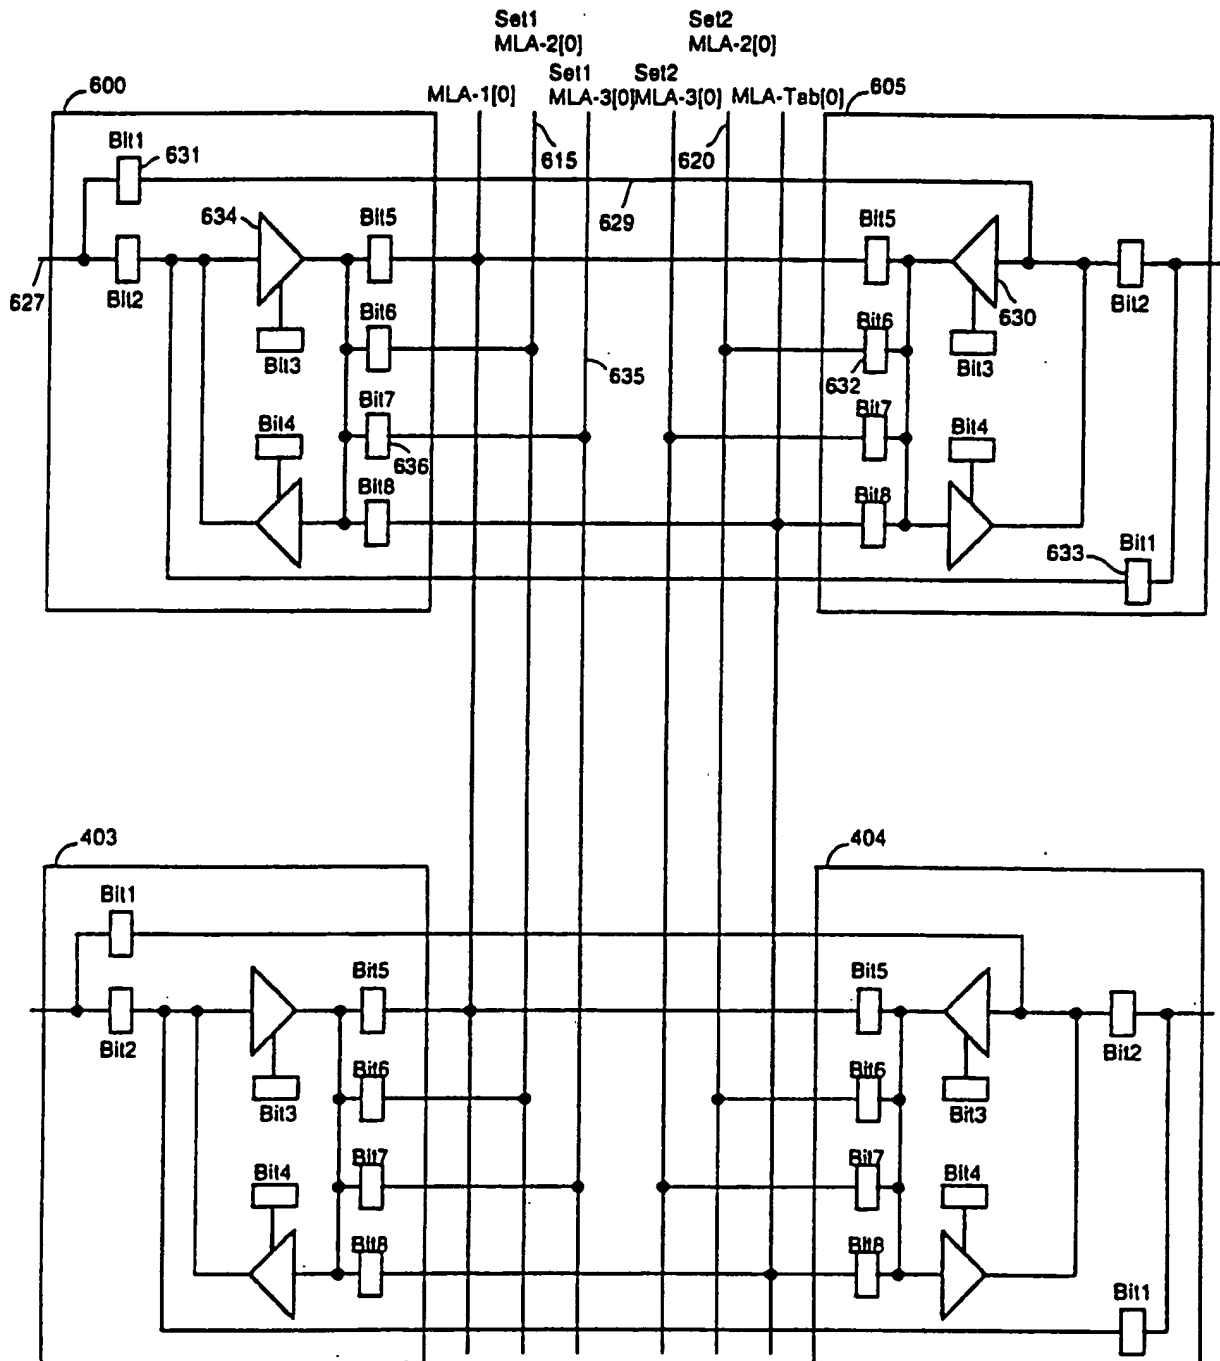 Set1
MLA-2[0]
Set2
MLA-2[0]
600
MLA-1[0]
Set1
MLA-3[0]
Set2
MLA-3[0]
MLA-Tab[0]
605
Bit1
631
615
620
629
634
Bit5
Bit5
627
Bit2
Bit2
630
Bit3
Bit6
Bit6
632
Bit3
635
Bit7
Bit7
Bit4
636
Bit4
Bit8
Bit8
633
Bit1
403
404
Bit1
Bit5
Bit5
Bit2
Bit2
Bit3
Bit6
Bit6
Bit3
Bit7
Bit7
Bit4
Bit4
Bit8
Bit8
Bit1